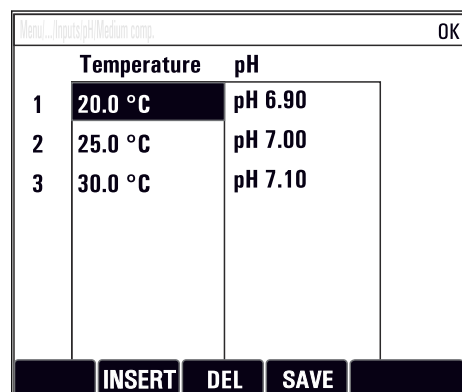 Menu/.../Inputs/pH/Medium comp. OK
Temperature pH
1 20.0 °C pH 6.90
2 25.0 °C pH 7.00
3 30.0 °C pH 7.10
INSERT DEL SAVE